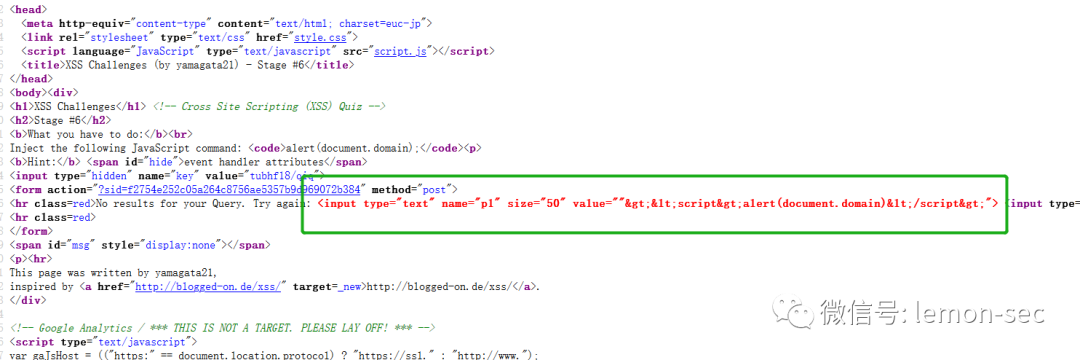 <head>
<meta http-equiv="content-type" content="text/html; charset=euc-jp">
<link rel="stylesheet" type="text/css" href="style.css">
<script language="JavaScript" type="text/javascript" src="script.js"></script>
<title>XSS Challenges (by yamagata21) - Stage #6</title>
</head>
<body><div>
<h1>XSS Challenges</h1> <!-- Cross Site Scripting (XSS) Quiz -->
<h2>Stage #6</h2>
<b>What you have to do:</b><br>
Inject the following JavaScript command: <code>alert(document.domain);</code><p>
<b>Hint:</b> <span id="hide">event handler attributes</span>
<input type="hidden" name="key" value="tubhf18/qiq">
<form action="?sid=f2754e252c05a264c8756ae5357b9d969072b384" method="post">
<hr class=red>No results for your Query. Try again: <input type="text" name="p1" size="50" value=""&gt;&lt;script&gt;alert(document.domain)&lt;/script&gt;"> <input type=
<hr class=red>
</form>
<span id="msg" style="display:none"></span>
<p><hr>
This page was written by yamagata21,
inspired by <a href="http://blogged-on.de/xss/" target=_new>http://blogged-on.de/xss/</a>.
</div>
<!-- Google Analytics / *** THIS IS NOT A TARGET. PLEASE LAY OFF! *** -->
<script type="text/javascript">
var gaJsHost = (("https:" == document.location.protocol) ? "https://ssl." : "http://www.");
微信号: lemon-sec